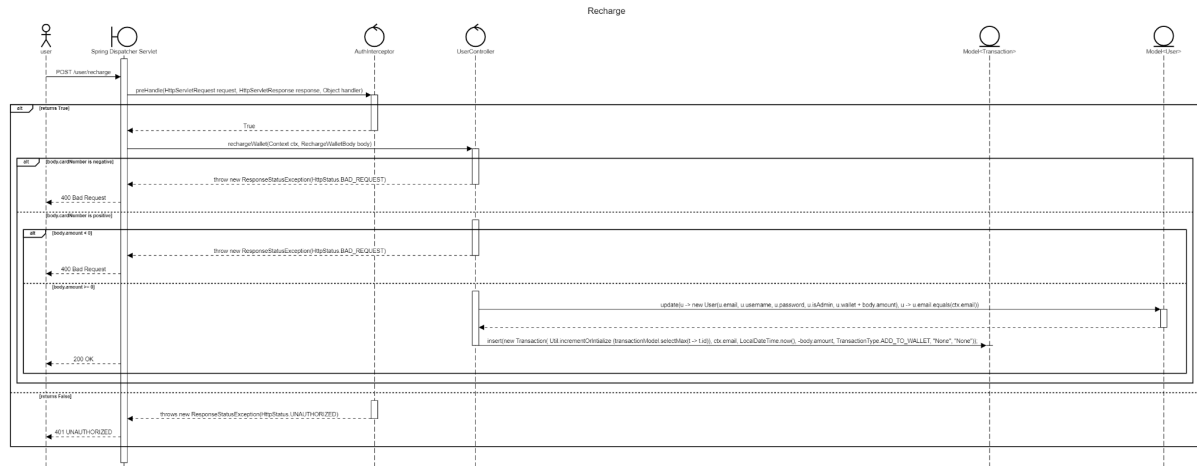 Recharge
user
Spring Dispatcher Servlet
AuthInterceptor
UserController
Model<Transaction>
Model<User>
POST /user/recharge
preHandle(HttpServletRequest request, HttpServletResponse response, Object handler)
alt
[returns True]
True
rechargeWallet(Context ctx, RechargeWalletBody body)
alt
[body.cardNumber is negative]
throw new ResponseStatusException(HttpStatus.BAD_REQUEST)
400 Bad Request
[body.cardNumber is positive]
alt
[body.amount < 0]
throw new ResponseStatusException(HttpStatus.BAD_REQUEST)
400 Bad Request
[body.amount >= 0]
update(u -> new User(u.email, u.username, u.password, u.isAdmin, u.wallet + body.amount), u -> u.email.equals(ctx.email))
insert(new Transaction( Util.incrementOrIntialize (transactionModel.selectMax(t -> t.id)), ctx.email, LocalDateTime.now(), -body.amount, TransactionType.ADD_TO_WALLET, "None", "None"));
200 OK
[returns False]
throws new ResponseStatusException(HttpStatus.UNAUTHORIZED)
401 UNAUTHORIZED